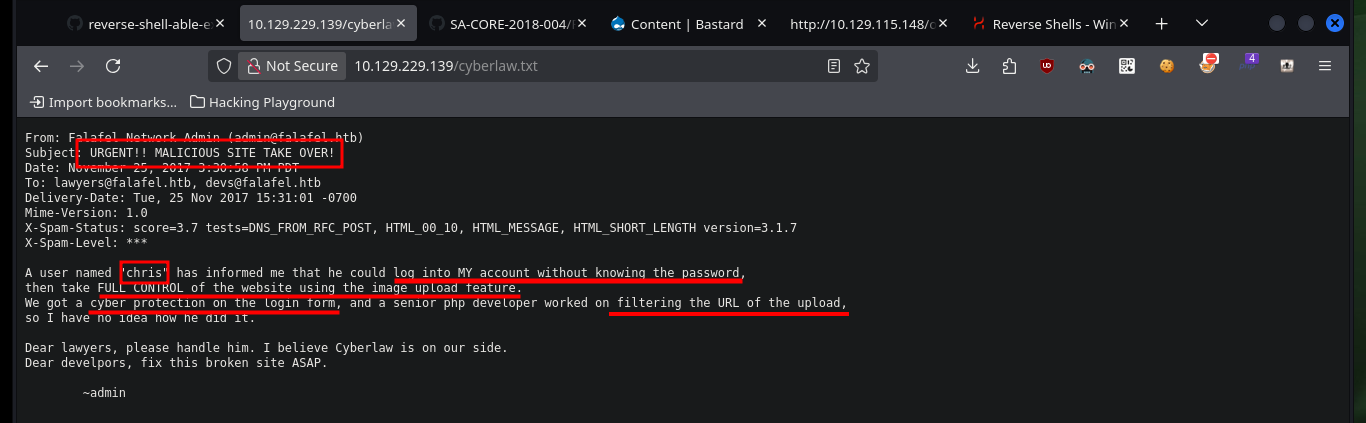 reverse-shell-able-e
10.129.229.139/cyberla
SA-CORE-2018-004/
Content | Bastard
http://10.129.115.148/
Reverse Shells - Win
Not Secure
10.129.229.139/cyberlaw.txt
4
Import bookmarks...
Hacking Playground
From: Falafel Network Admin (admin@falafel.htb)
Subject: URGENT!! MALICIOUS SITE TAKE OVER!
Date: November 25, 2017 3:30:58 PM PDT
To: lawyers@falafel.htb, devs@falafel.htb
Delivery-Date: Tue, 25 Nov 2017 15:31:01 -0700
Mime-Version: 1.0
X-Spam-Status: score=3.7 tests=DNS_FROM_RFC_POST, HTML_00_10, HTML_MESSAGE, HTML_SHORT_LENGTH version=3.1.7
X-Spam-Level: ***
A user named "chris" has informed me that he could log into MY account without knowing the password,
then take FULL CONTROL of the website using the image upload feature.
We got a cyber protection on the login form, and a senior php developer worked on filtering the URL of the upload,
so I have no idea how he did it.
Dear lawyers, please handle him. I believe Cyberlaw is on our side.
Dear develpors, fix this broken site ASAP.
~admin